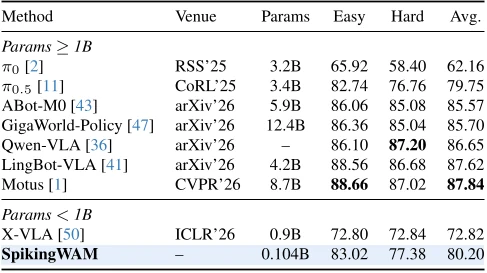 Method Venue Params Easy Hard Avg.
Params ≥ 1B
π₀ [2] RSS'25 3.2B 65.92 58.40 62.16
π₀.₅ [11] CoRL'25 3.4B 82.74 76.76 79.75
ABot-M0 [43] arXiv'26 5.9B 86.06 85.08 85.57
GigaWorld-Policy [47] arXiv'26 12.4B 86.36 85.04 85.70
Qwen-VLA [36] arXiv'26 – 86.10 87.20 86.65
LingBot-VLA [41] arXiv'26 4.2B 88.56 86.68 87.62
Motus [1] CVPR'26 8.7B 88.66 87.02 87.84
Params < 1B
X-VLA [50] ICLR'26 0.9B 72.80 72.84 72.82
SpikingWAM – 0.104B 83.02 77.38 80.20